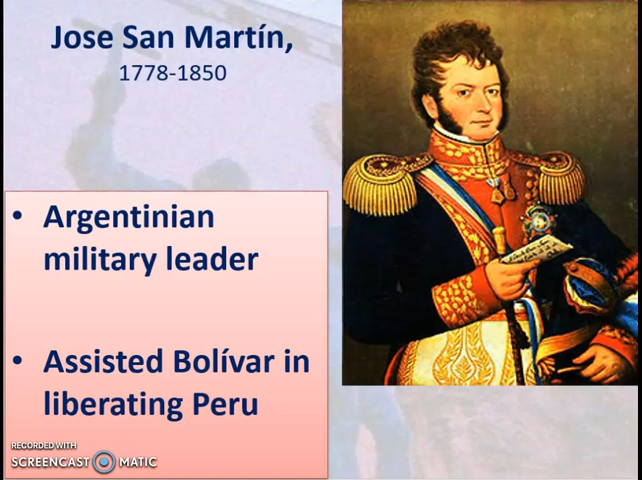 Jose San Martín,
1778-1850
• Argentinian
military leader
• Assisted Bolívar in
liberating Peru
RECORDED WITH
SCREENCAST MATIC